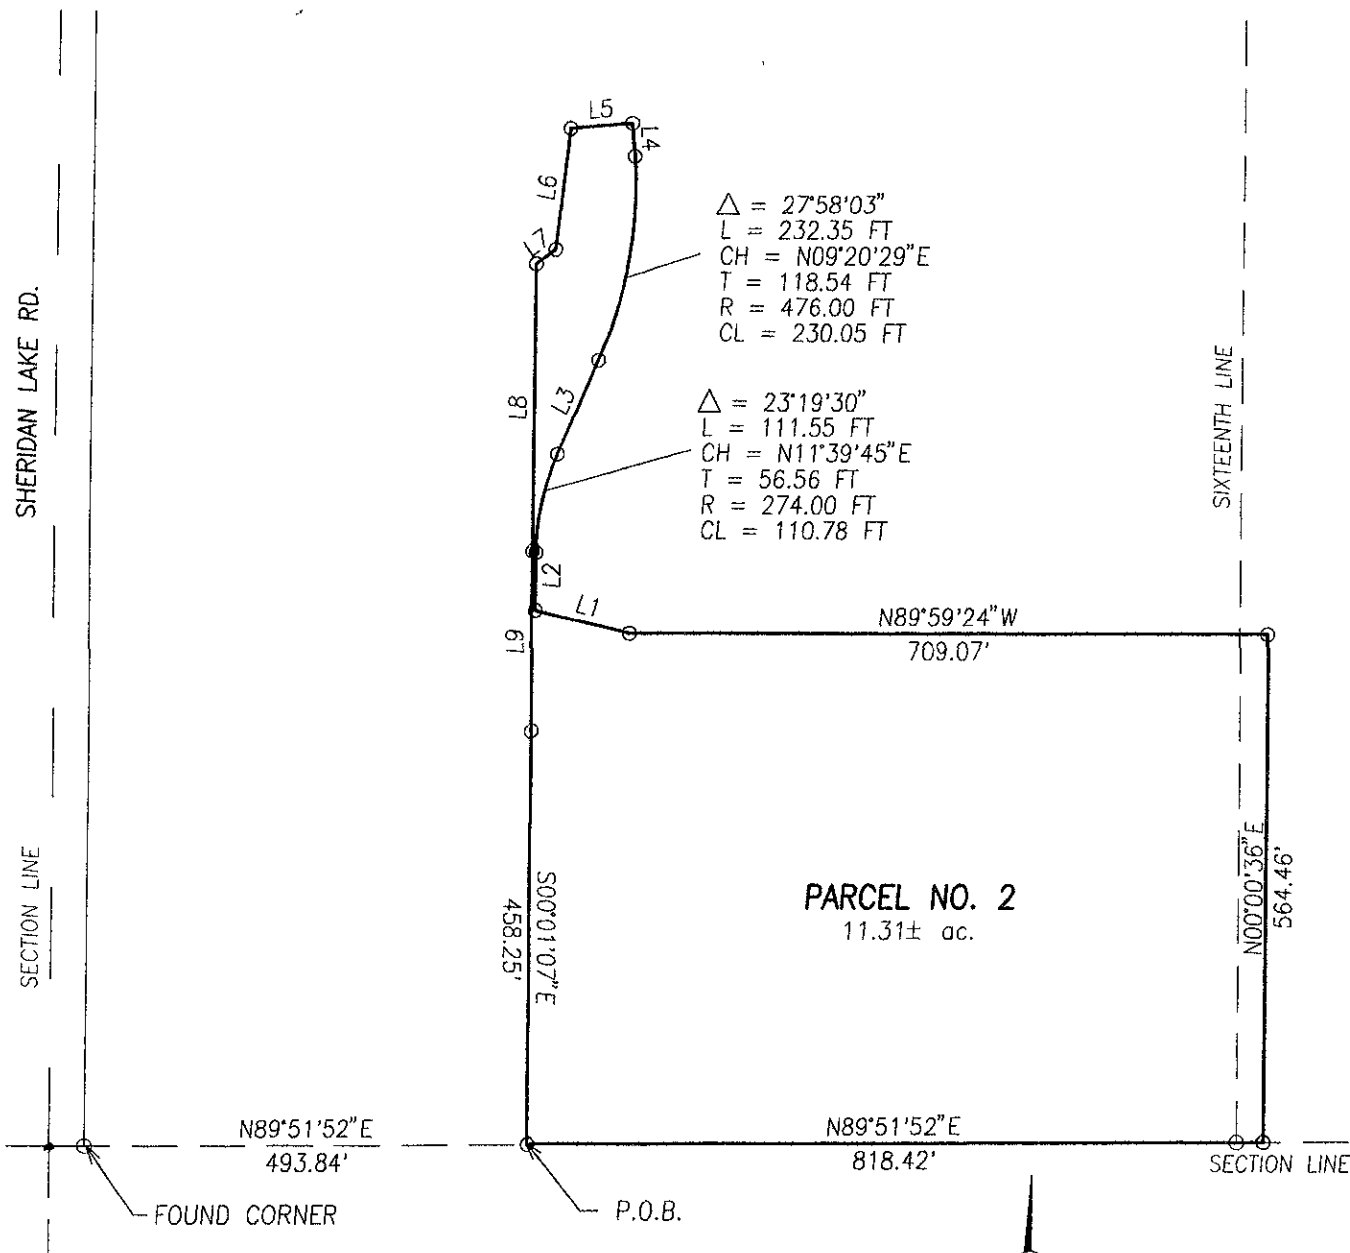 L5
L4
L6
L7
△ = 27°58'03"
L = 232.35 FT
CH = N09°20'29"E
T = 118.54 FT
R = 476.00 FT
CL = 230.05 FT
SHERIDAN LAKE RD.
L8
L3
SIXTEENTH LINE
△ = 23°19'30"
L = 111.55 FT
CH = N11°39'45"E
T = 56.56 FT
R = 274.00 FT
CL = 110.78 FT
L2
L1
L9
N89°59'24"W
709.07'
SECTION LINE
S00°01'07"E
458.25'
PARCEL NO. 2
11.31± ac.
N00°00'36"E
564.46'
N89°51'52"E
493.84'
N89°51'52"E
818.42'
SECTION LINE
FOUND CORNER
P.O.B.